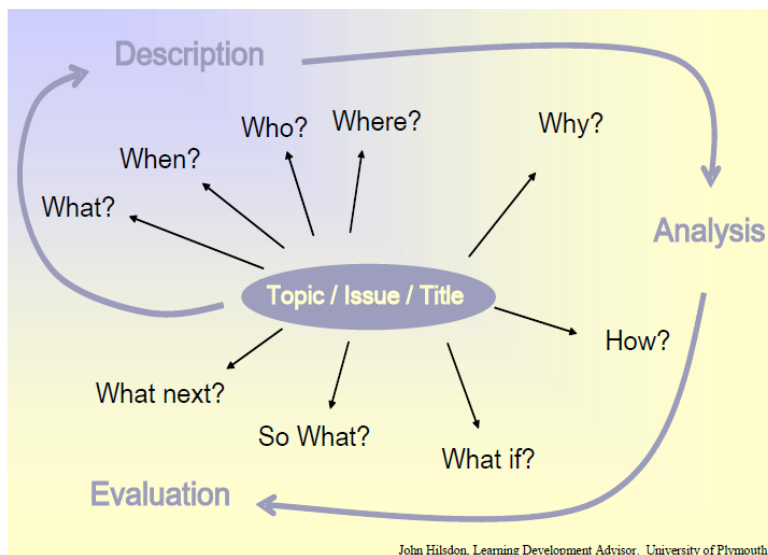 Description
Who?
Where?
Why?
When?
What?
Analysis
Topic / Issue / Title
How?
What next?
So What?
What if?
Evaluation
John Hilsdon, Learning Development Advisor, University of Plymouth